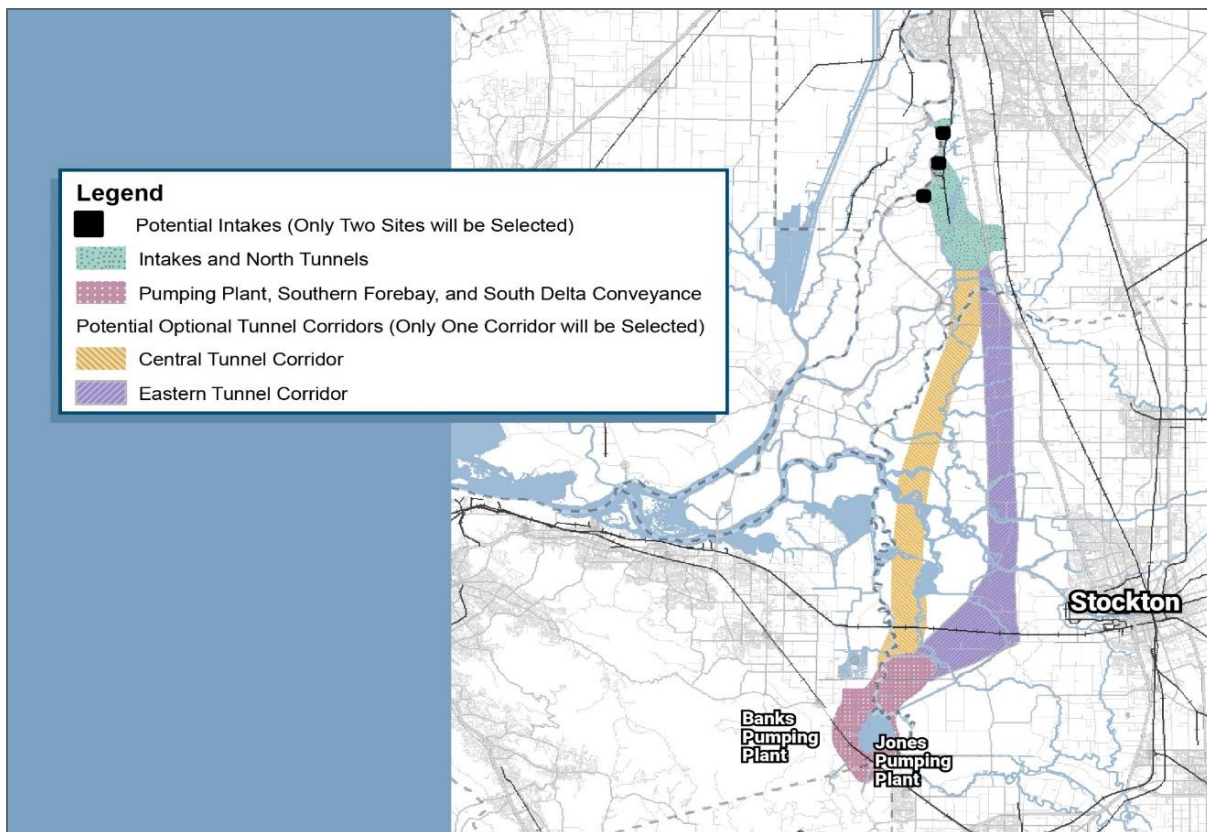 Legend
Potential Intakes (Only Two Sites will be Selected)
Intakes and North Tunnels
Pumping Plant, Southern Forebay, and South Delta Conveyance
Potential Optional Tunnel Corridors (Only One Corridor will be Selected)
Central Tunnel Corridor
Eastern Tunnel Corridor
Stockton
Banks
Pumping
Plant
Jones
Pumping
Plant